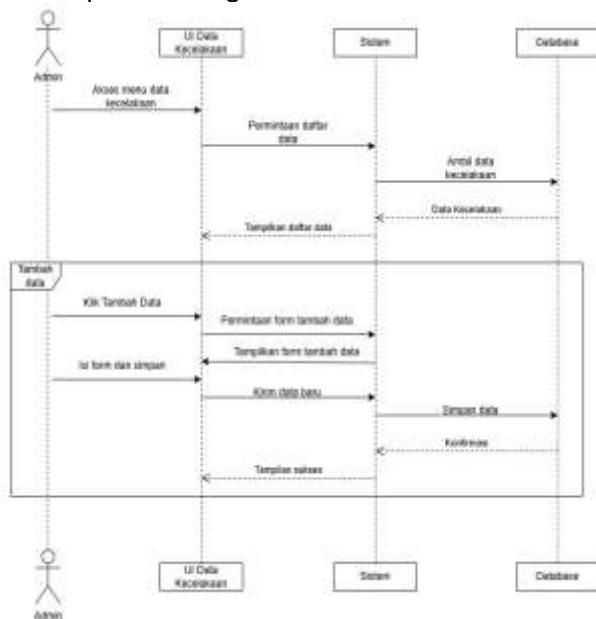 UI Data
Kecelakaan
Sistem
Database
Admin
Akses menu data
kecelakaan
Permintaan daftar
data
Ambil data
kecelakaan
Data Kecelakaan
Tampilkan daftar data
Tambah
data
Klik Tambah Data
Permintaan form tambah data
Tampilkan form tambah data
Isi form dan simpan
Kirim data baru
Simpan data
Konfirmasi
Tampilan sukses
UI Data
Kecelakaan
Sistem
Database
Admin